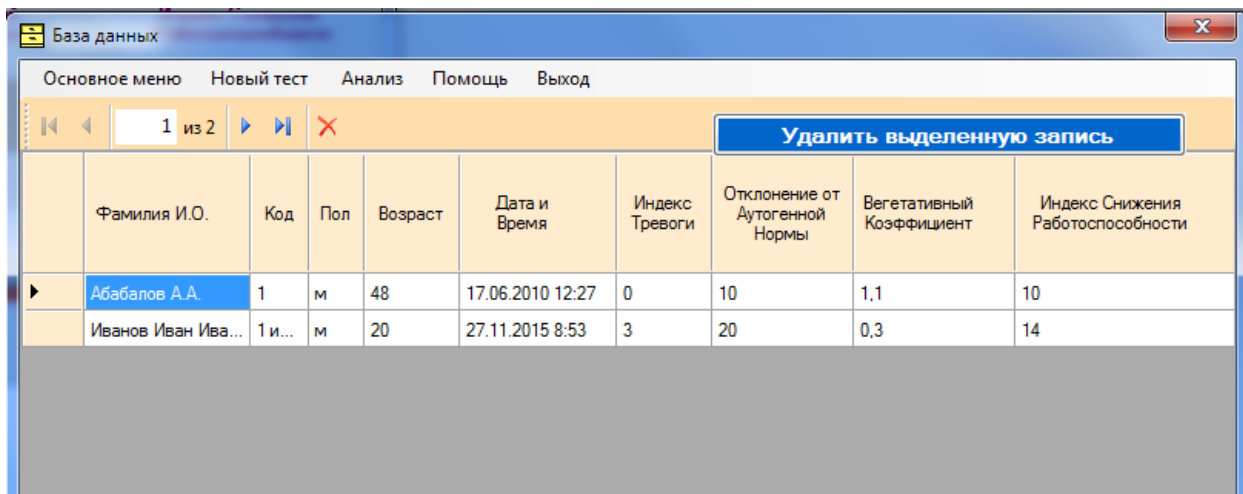 База данных
Основное меню Новый тест Анализ Помощь Выход
1 из 2
Удалить выделенную запись
Фамилия И.О. Код Пол Возраст Дата и Время Индекс Тревоги Отклонение от Аутогенной Нормы Вегетативный Коэффициент Индекс Снижения Работоспособности
Абабалов А.А. 1 м 48 17.06.2010 12:27 0 10 1,1 10
Иванов Иван Ива... 1 и... м 20 27.11.2015 8:53 3 20 0,3 14